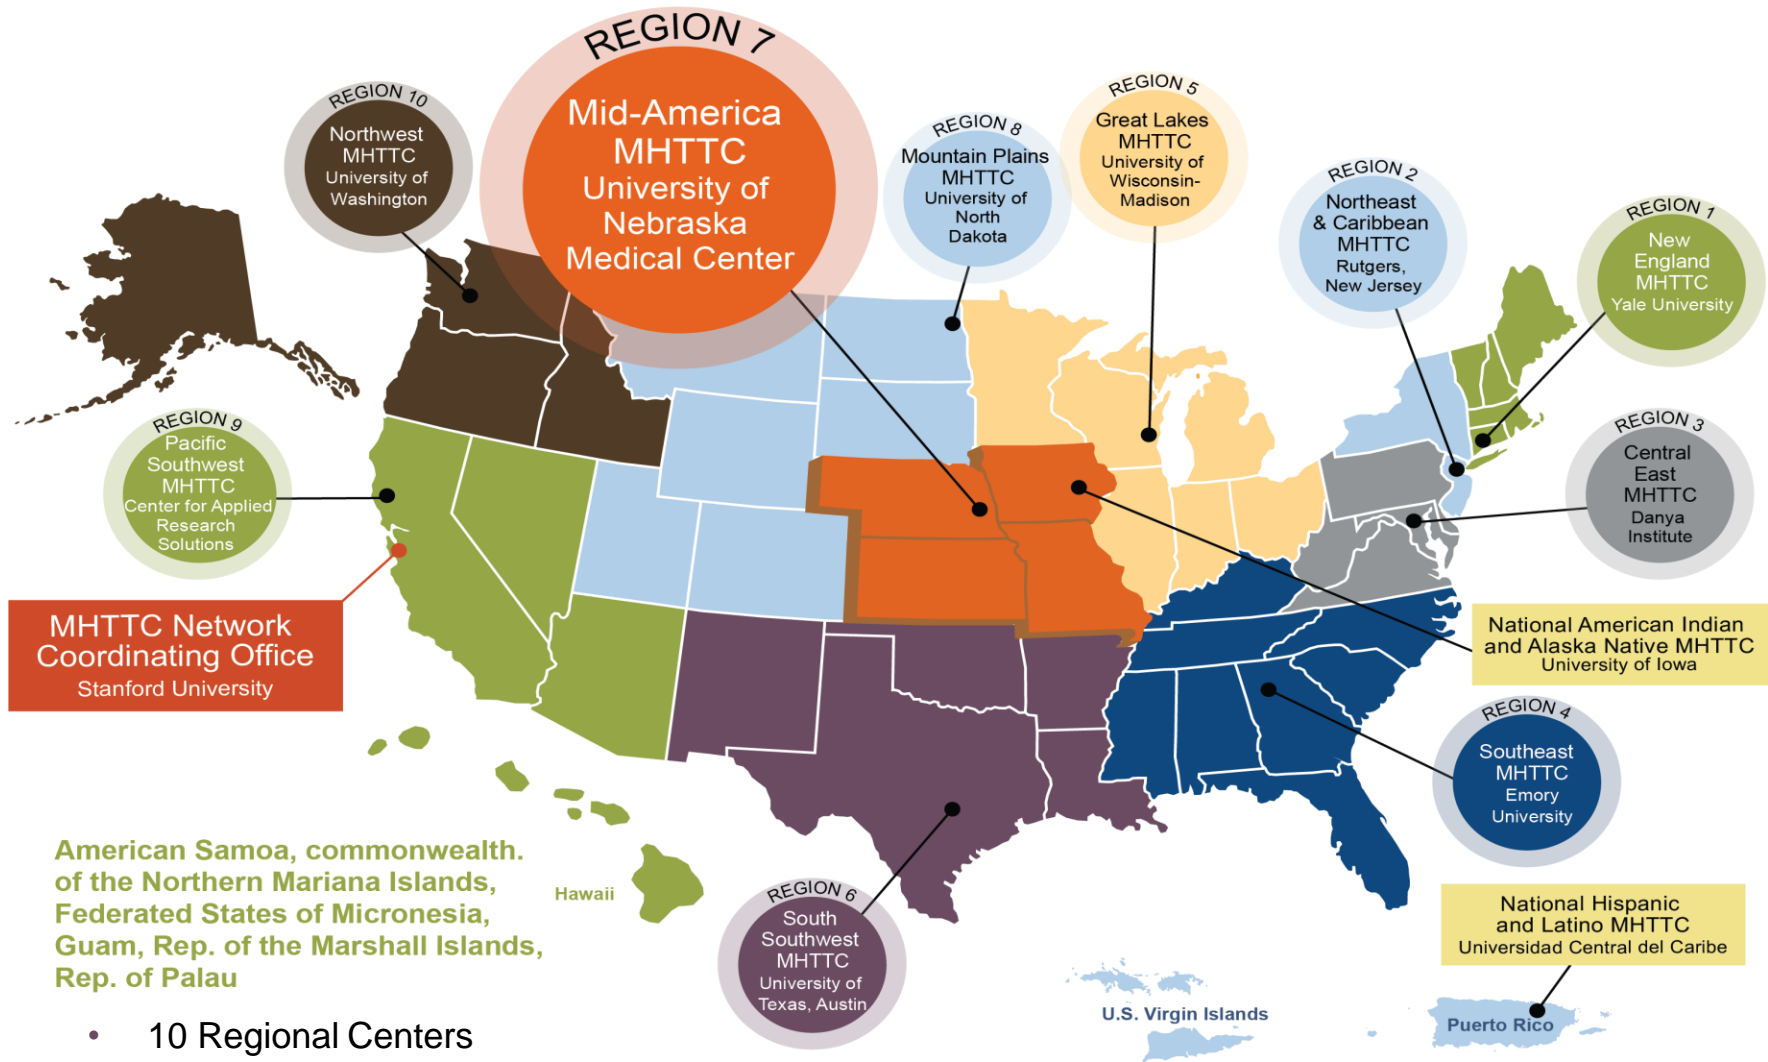 REGION 7
Mid-America
MHTTC
University of
Nebraska
Medical Center
REGION 10
Northwest
MHTTC
University of
Washington
REGION 8
Mountain Plains
MHTTC
University of
North
Dakota
REGION 5
Great Lakes
MHTTC
University of
Wisconsin-
Madison
REGION 2
Northeast
& Caribbean
MHTTC
Rutgers,
New Jersey
REGION 1
New
England
MHTTC
Yale University
REGION 9
Pacific
Southwest
MHTTC
Center for Applied
Research
Solutions
REGION 3
Central
East
MHTTC
Danya
Institute
MHTTC Network
Coordinating Office
Stanford University
National American Indian
and Alaska Native MHTTC
University of Iowa
REGION 4
Southeast
MHTTC
Emory
University
American Samoa, commonwealth.
of the Northern Mariana Islands,
Federated States of Micronesia,
Guam, Rep. of the Marshall Islands,
Rep. of Palau
Hawaii
REGION 6
South
Southwest
MHTTC
University of
Texas, Austin
National Hispanic
and Latino MHTTC
Universidad Central del Caribe
U.S. Virgin Islands
Puerto Rico
• 10 Regional Centers